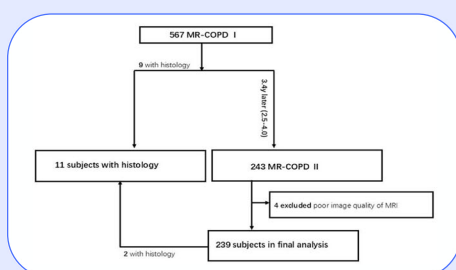 567 MR-COPD I
9 with histology
3.4y later (2.5-4.0)
11 subjects with histology
243 MR-COPD II
4 excluded poor image quality of MRI
239 subjects in final analysis
2 with histology